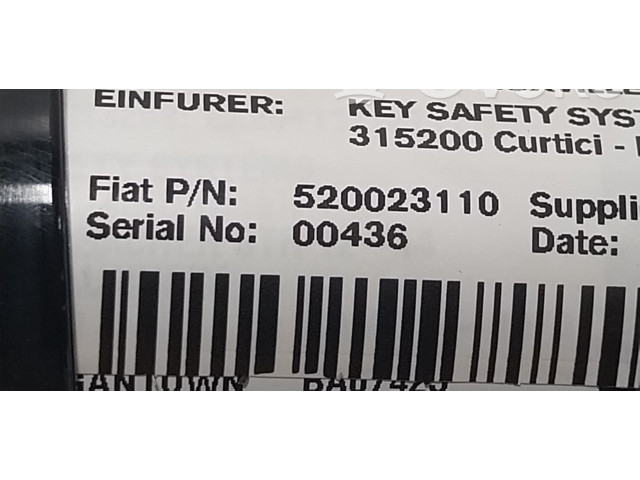 EINFURER: KEY SAFETY SYST
315200 Curtici -
Fiat P/N: 520023110 Suppli
Serial No: 00436 Date: